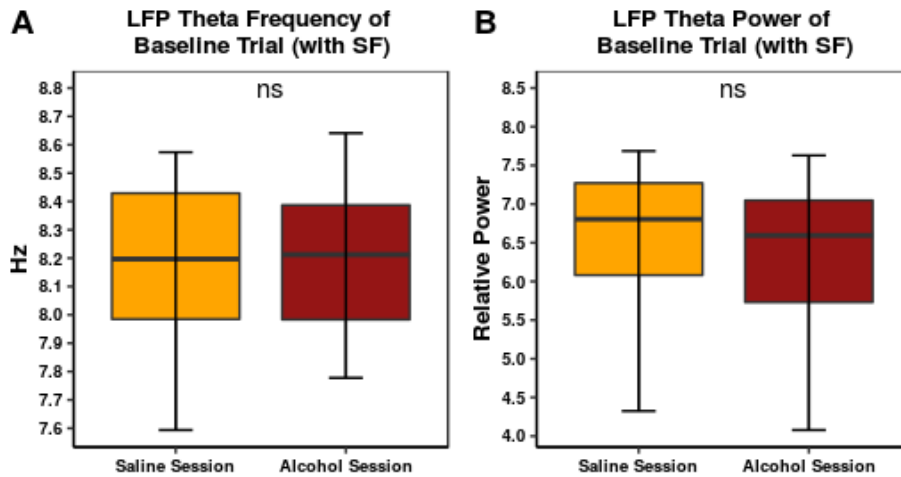 A
LFP Theta Frequency of
Baseline Trial (with SF)
ns
Hz
8.8
8.7
8.6
8.5
8.4
8.3
8.2
8.1
8.0
7.9
7.8
7.7
7.6
Saline Session
Alcohol Session
B
LFP Theta Power of
Baseline Trial (with SF)
ns
Relative Power
8.5
8.0
7.5
7.0
6.5
6.0
5.5
5.0
4.5
4.0
Saline Session
Alcohol Session